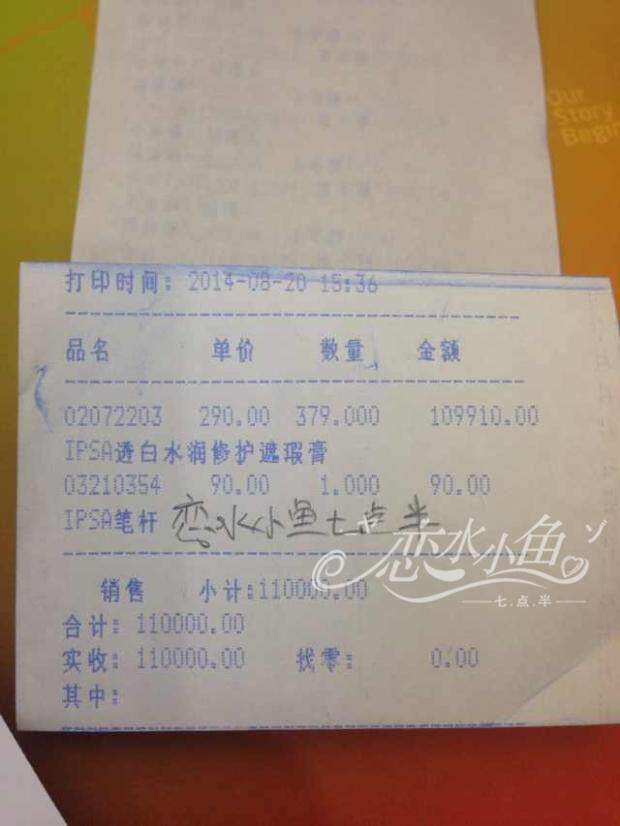 Our
Story
Begin
打印时间: 2014-08-20 15:36
品名 单价 数量 金额
02072203 290.00 379.000 109910.00
IPSA透白水润修护遮瑕膏
03210354 90.00 1.000 90.00
IPSA笔杆 恋水小鱼七点半
恋水小鱼
七.点.半
销售 小计:110000.00
合计: 110000.00
实收: 110000.00 找零: 0.00
其中: